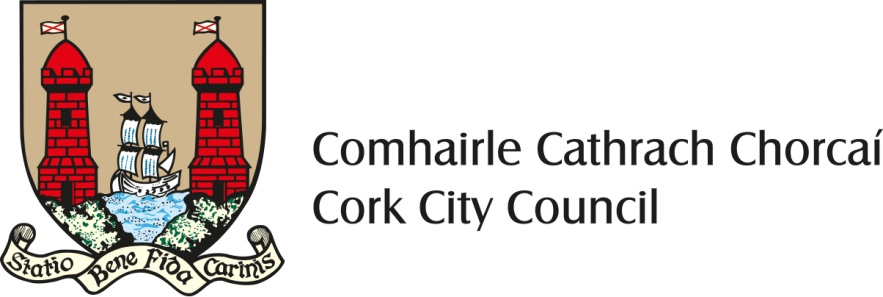 Statio Bene Fida Carinis
Comhairle Cathrach Chorcaí
Cork City Council